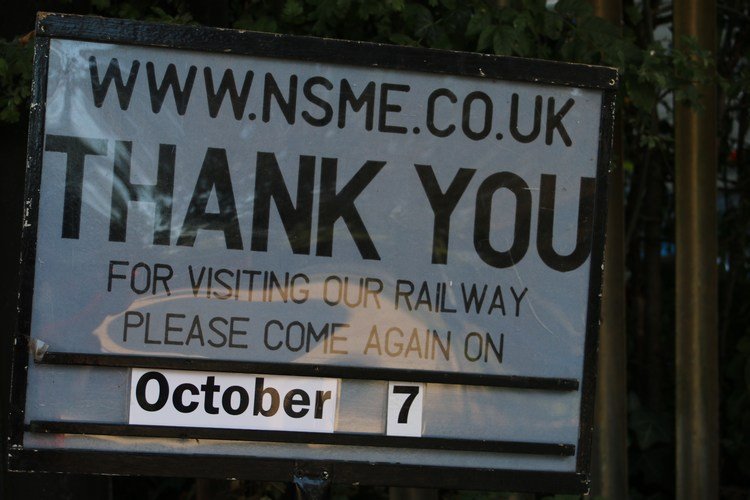 WWW.NSME.CO.UK
THANK YOU
FOR VISITING OUR RAILWAY
PLEASE COME AGAIN ON
October 7